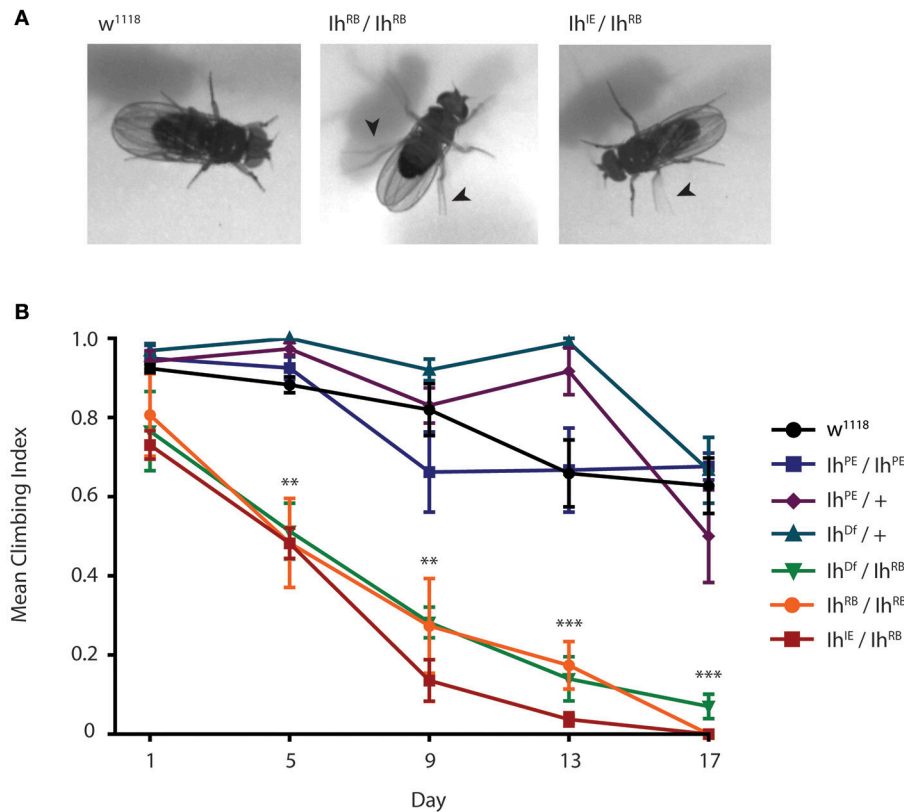 A
w1118
IhRB / IhRB
IhIE / IhRB
B
Mean Climbing Index
1.0
0.8
0.6
0.4
0.2
0
**
**
***
***
1
5
9
13
17
Day
w1118
IhPE / IhPE
IhPE / +
IhDf / +
IhDf / IhRB
IhRB / IhRB
IhIE / IhRB